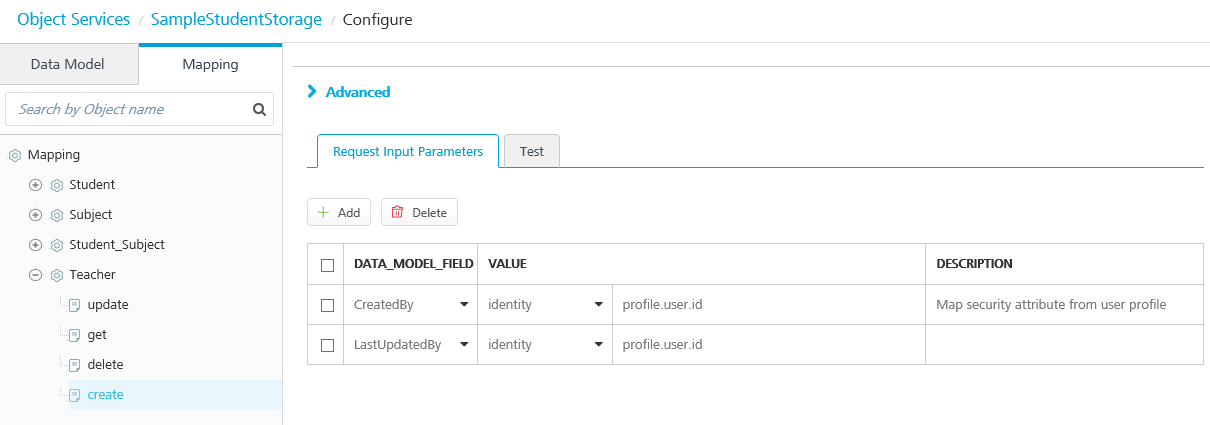 Object Services / SampleStudentStorage / Configure
Data Model
Mapping
Search by Object name
Mapping
Student
Subject
Student_Subject
Teacher
update
get
delete
create
Advanced
Request Input Parameters
Test
Add
Delete
DATA_MODEL_FIELD VALUE DESCRIPTION
CreatedBy identity profile.user.id Map security attribute from user profile
LastUpdatedBy identity profile.user.id